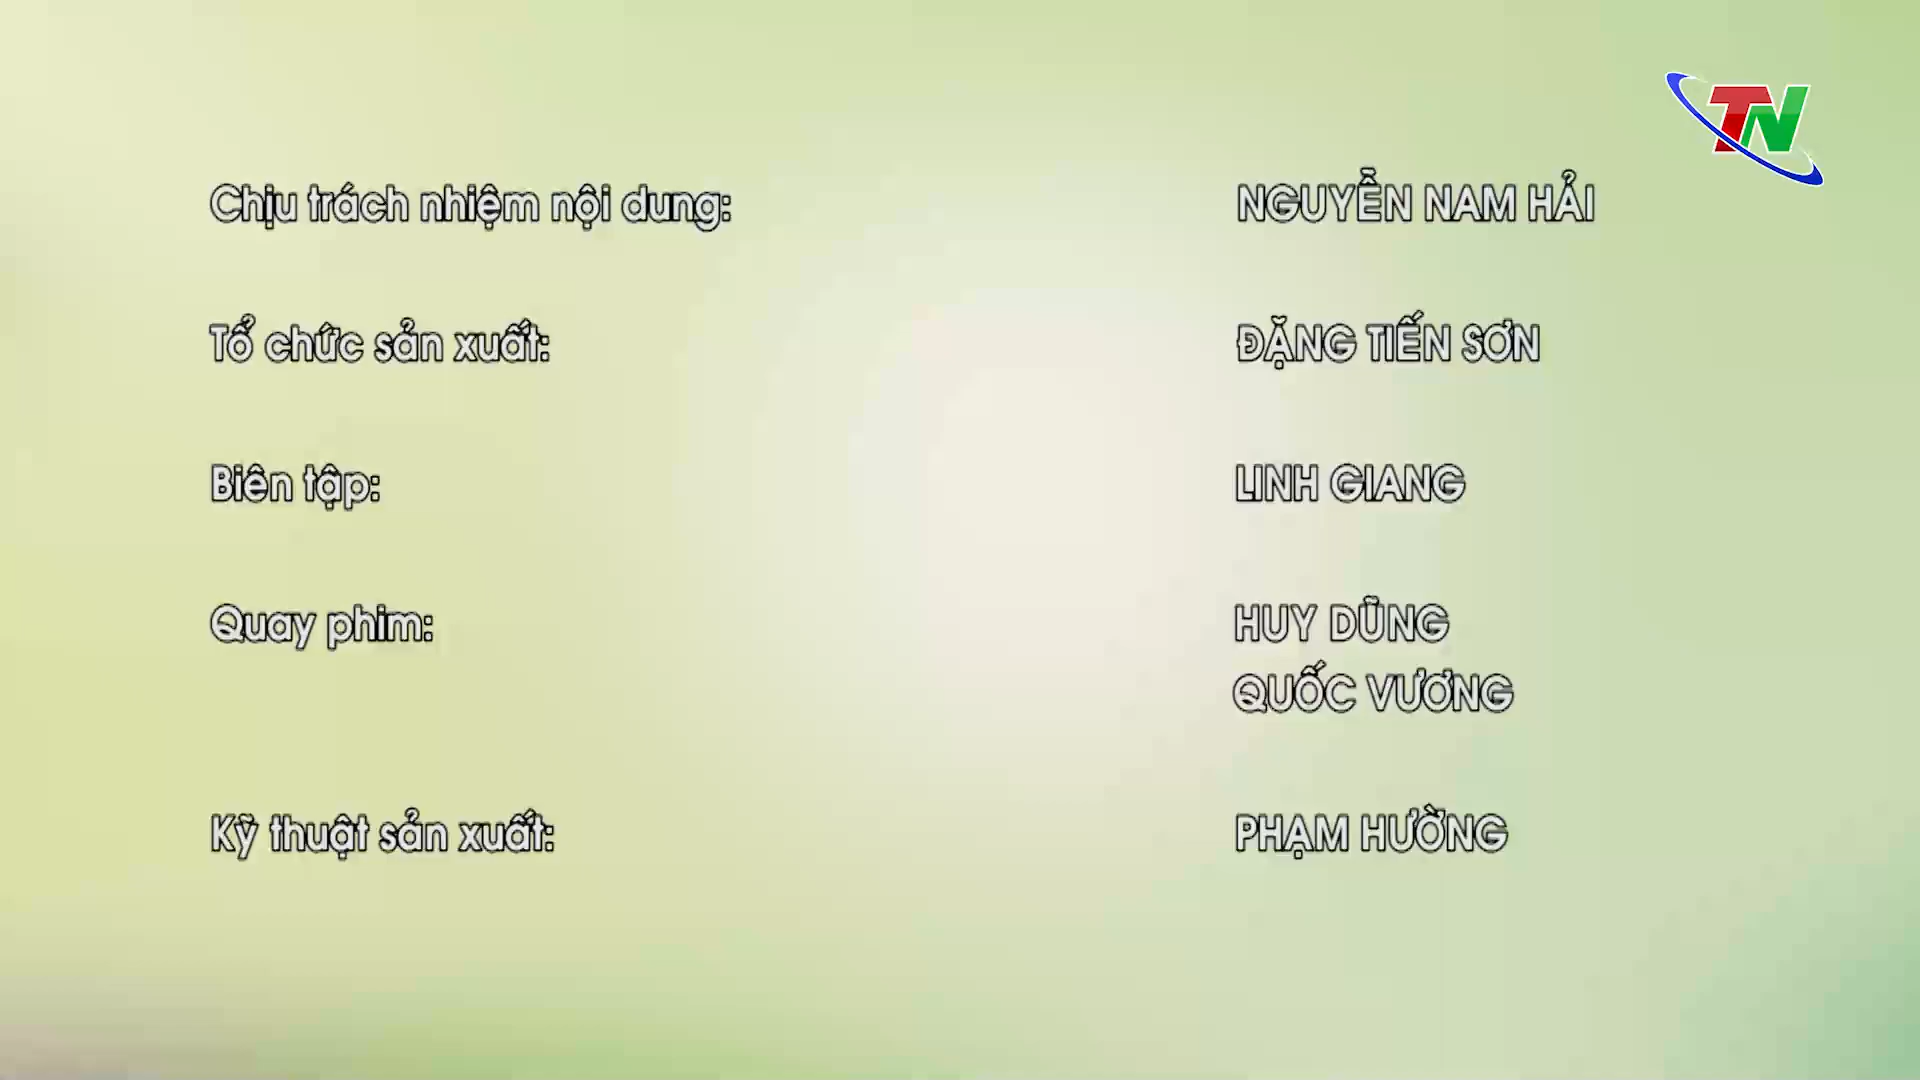 TN
Chịu trách nhiệm nội dung: NGUYỄN NAM HẢI
Tổ chức sản xuất: ĐẶNG TIẾN SƠN
Biên tập: LINH GIANG
Quay phim: HUY DŨNG
QUỐC VƯƠNG
Kỹ thuật sản xuất: PHẠM HƯỜNG